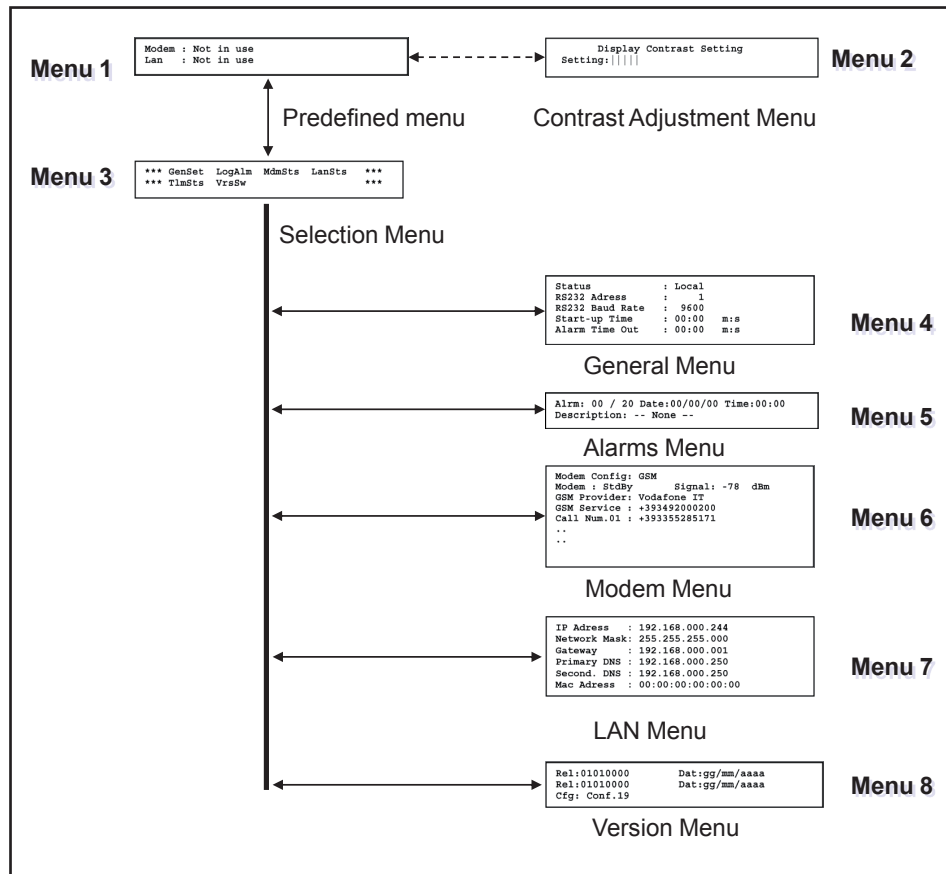 Menu 1
Modem : Not in use
Lan   : Not in use
Display Contrast Setting
Setting:|||||
Menu 2
Predefined menu
Contrast Adjustment Menu
Menu 3
*** GenSet  LogAlm  MdmSts  LanSts  ***
*** TlmSts  VrsSw  ***
Selection Menu
Status : Local
RS232 Adress : 1
RS232 Baud Rate : 9600
Start-up Time : 00:00 m:s
Alarm Time Out : 00:00 m:s
Menu 4
General Menu
Alrm: 00 / 20 Date:00/00/00 Time:00:00
Description: -- None --
Menu 5
Alarms Menu
Modem Config: GSM
Modem : StdBy Signal: -78 dBm
GSM Provider: Vodafone IT
GSM Service : +393492000200
Call Num.01 : +393355285171
..
..
Menu 6
Modem Menu
IP Adress : 192.168.000.244
Network Mask: 255.255.255.000
Gateway : 192.168.000.001
Primary DNS : 192.168.000.250
Second. DNS : 192.168.000.250
Mac Adress : 00:00:00:00:00:00
Menu 7
LAN Menu
Rel:01010000 Dat:gg/mm/aaaa
Rel:01010000 Dat:gg/mm/aaaa
Cfg: Conf.19
Menu 8
Version Menu